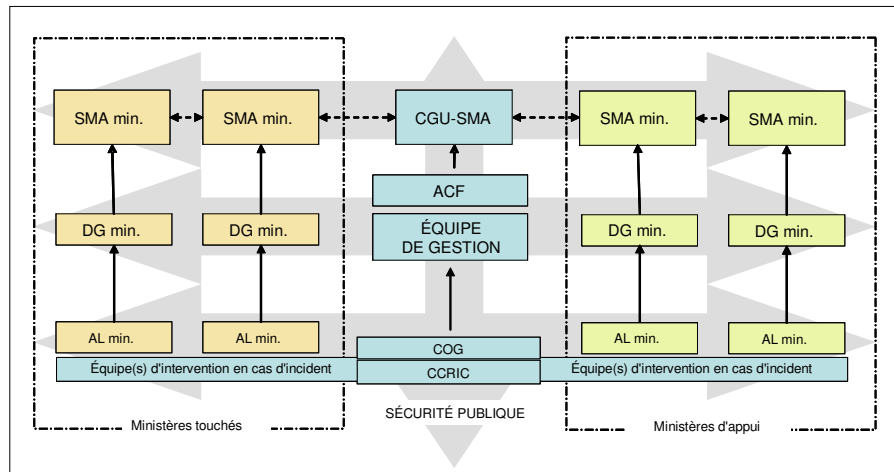 SMA min.
SMA min.
CGU-SMA
SMA min.
SMA min.
ACF
DG min.
DG min.
ÉQUIPE
DE GESTION
DG min.
DG min.
AL min.
AL min.
COG
AL min.
AL min.
Équipe(s) d'intervention en cas d'incident
CCRIC
Équipe(s) d'intervention en cas d'incident
SÉCURITÉ PUBLIQUE
Ministères touchés
Ministères d'appui